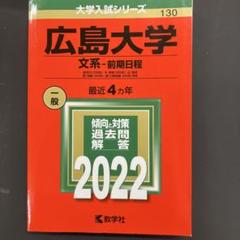 大学入試シリーズ
130
広島大学
文系-前期日程
一般
最近4カ年
傾向と対策
過去問
解答
2022
教学社